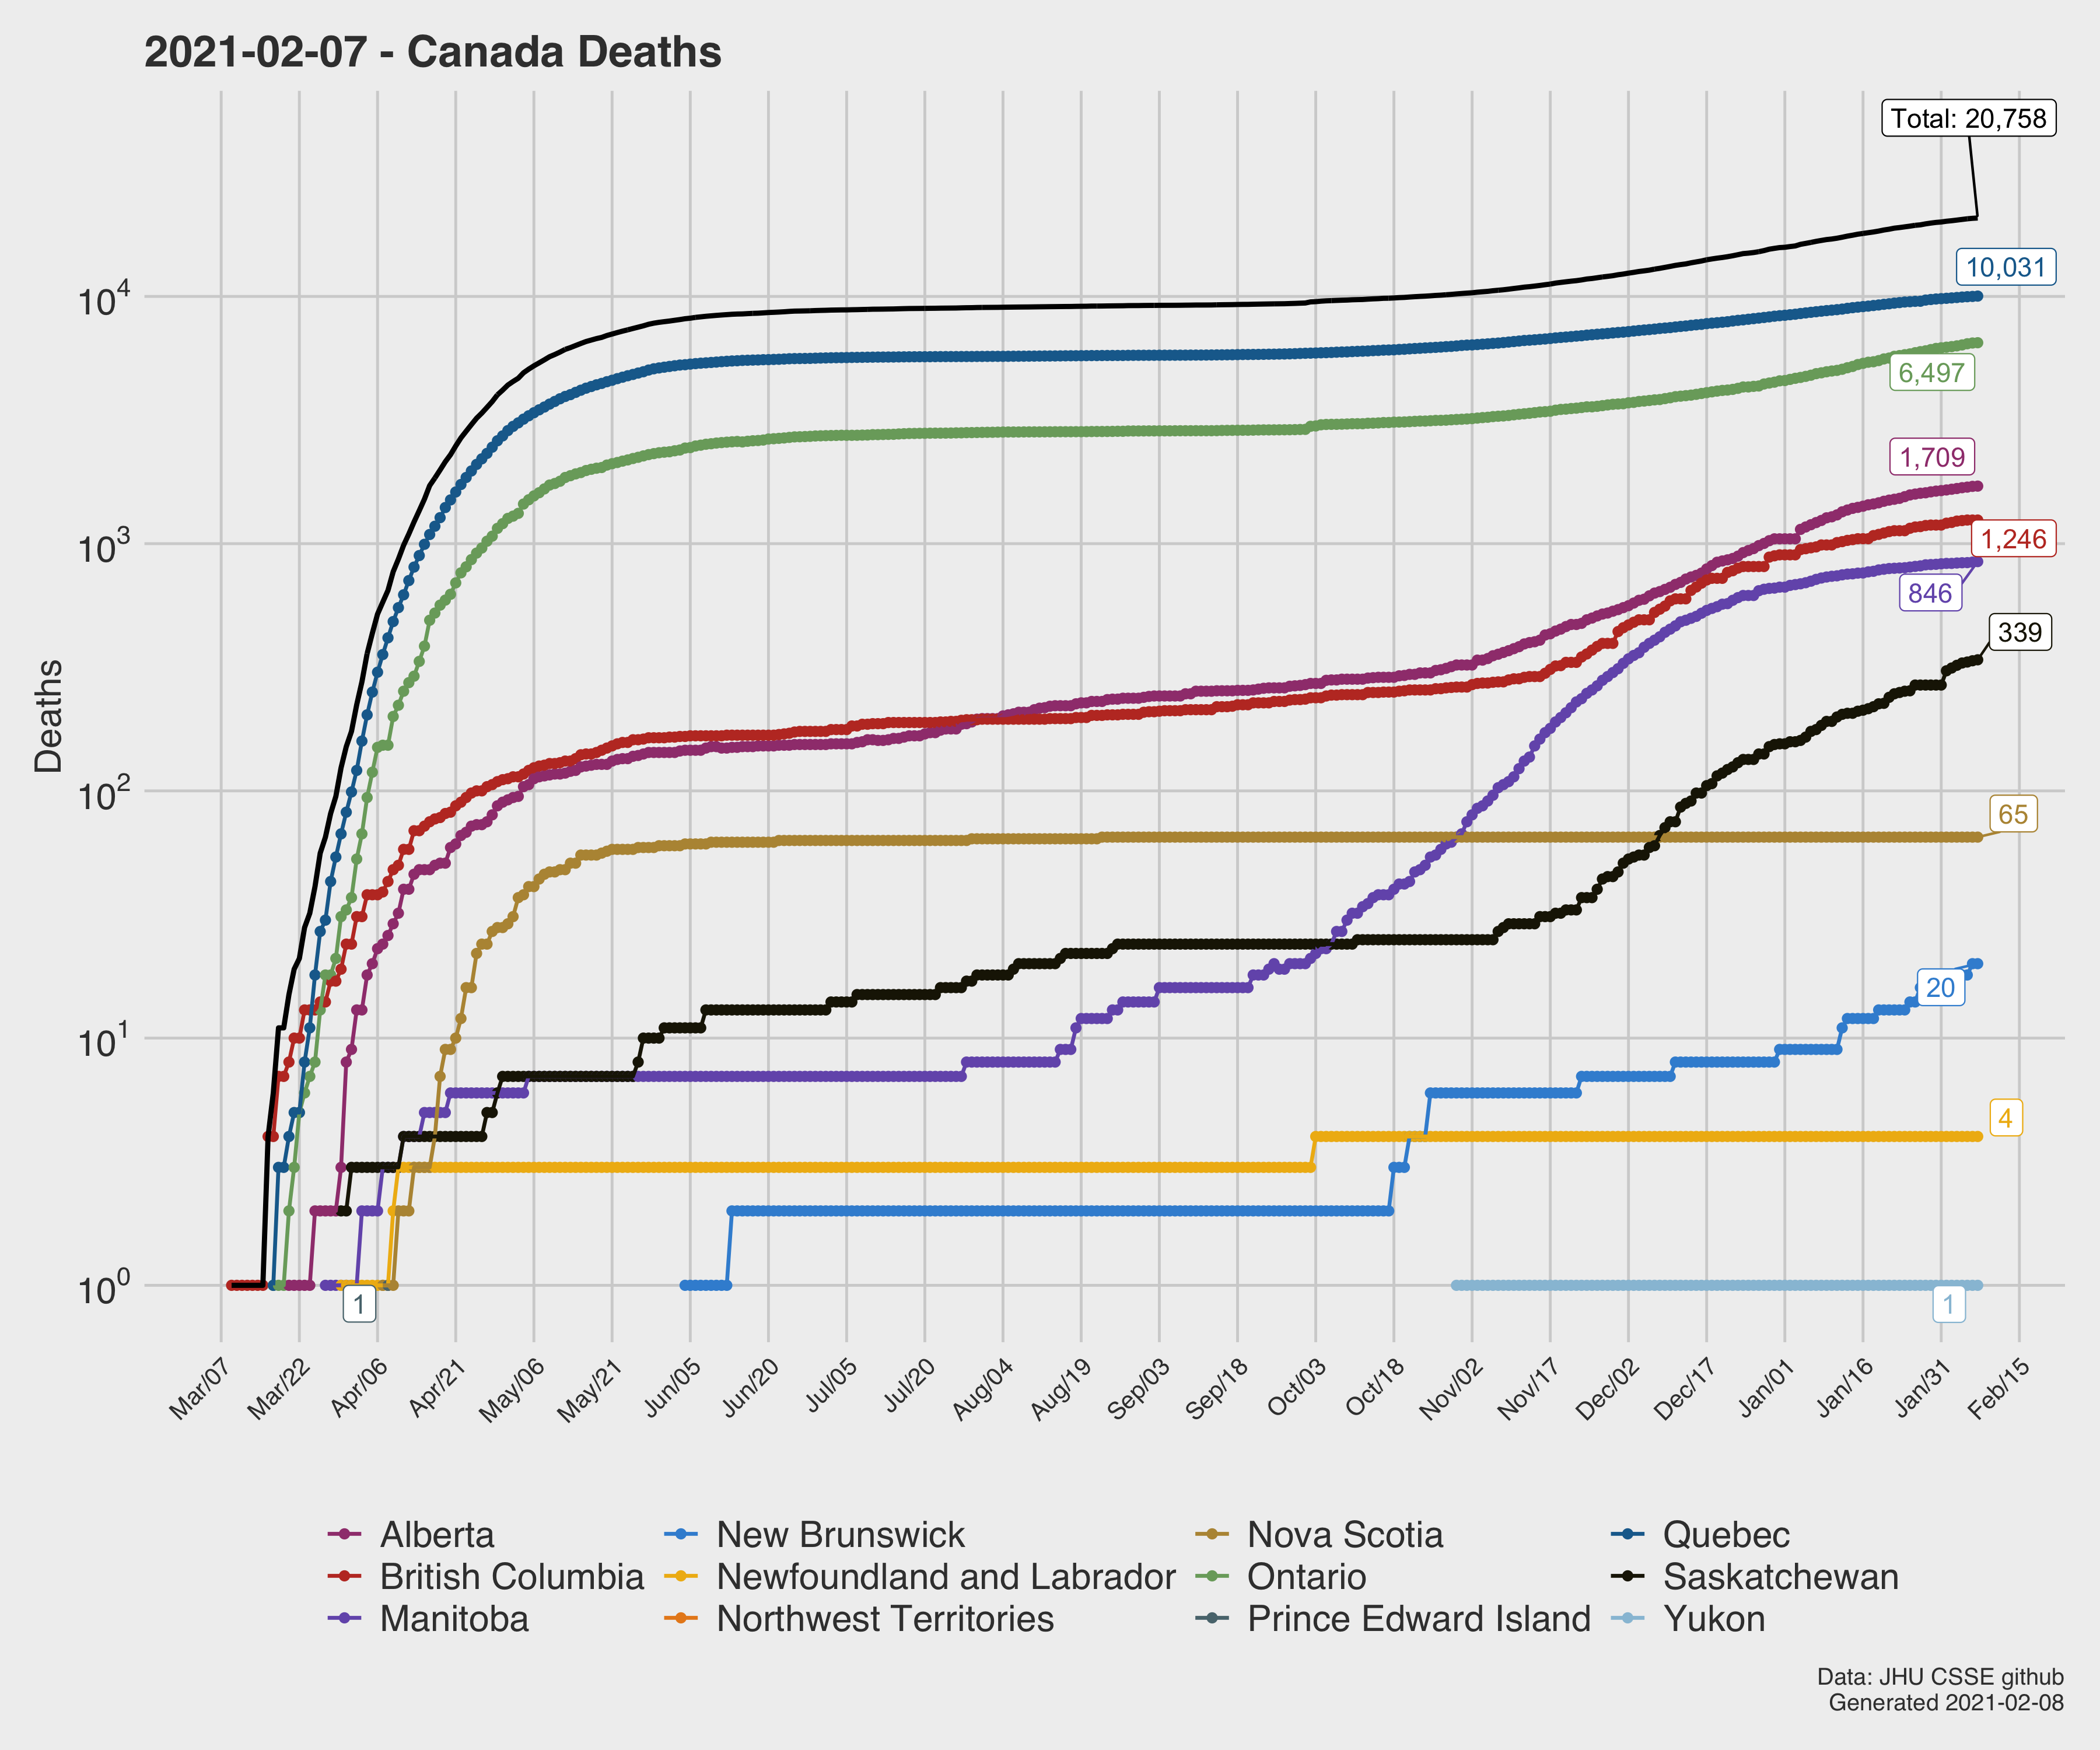 2021-02-07 - Canada Deaths
Total: 20,758
10,031
6,497
1,709
1,246
846
339
65
20
4
1
1
Deaths
10^4
10^3
10^2
10^1
10^0
Mar/07
Mar/22
Apr/06
Apr/21
May/06
May/21
Jun/05
Jun/20
Jul/05
Jul/20
Aug/04
Aug/19
Sep/03
Sep/18
Oct/03
Oct/18
Nov/02
Nov/17
Dec/02
Dec/17
Jan/01
Jan/16
Jan/31
Feb/15
Alberta
British Columbia
Manitoba
New Brunswick
Newfoundland and Labrador
Northwest Territories
Nova Scotia
Ontario
Prince Edward Island
Quebec
Saskatchewan
Yukon
Data: JHU CSSE github
Generated 2021-02-08